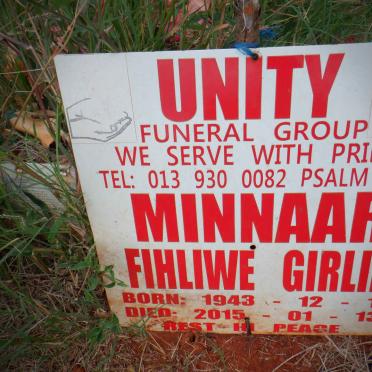 UNITY
FUNERAL GROUP
WE SERVE WITH PRI
TEL: 013 930 0082 PSALM
MINNAAR
FIHLIWE GIRLI
BORN: 1943 - 12 -
DIED: 2015 - 01 - 13
REST IN PEACE